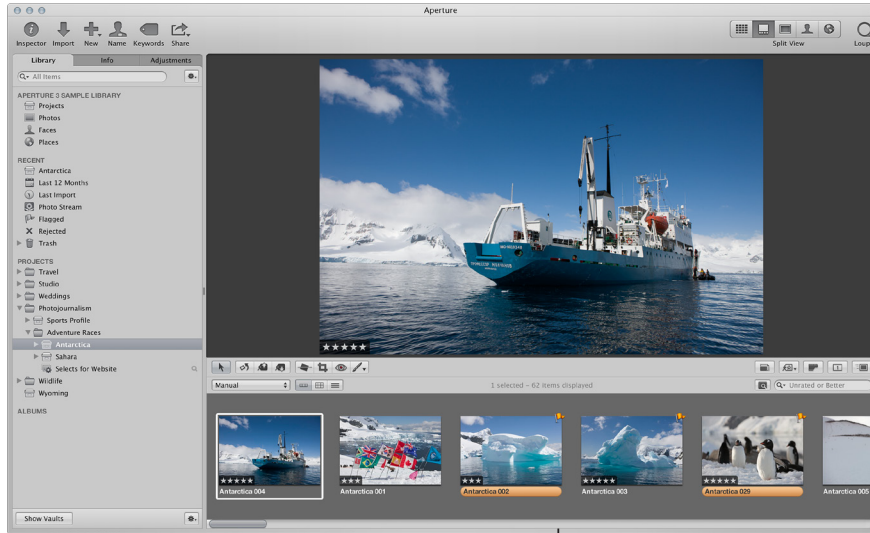 Aperture
Inspector Import New Name Keywords Share
Split View Loup
Library Info Adjustments
All Items
APERTURE 3 SAMPLE LIBRARY
Projects
Photos
Faces
Places
RECENT
Antarctica
Last 12 Months
Last Import
Photo Stream
Flagged
Rejected
Trash
PROJECTS
Travel
Studio
Weddings
Photojournalism
Sports Profile
Adventure Races
Antarctica
Sahara
Selects for Website
Wildlife
Wyoming
ALBUMS
Manual
1 selected – 62 items displayed
Unrated or Better
Antarctica 004
Antarctica 001
Antarctica 002
Antarctica 003
Antarctica 029
Antarctica 005
Show Vaults